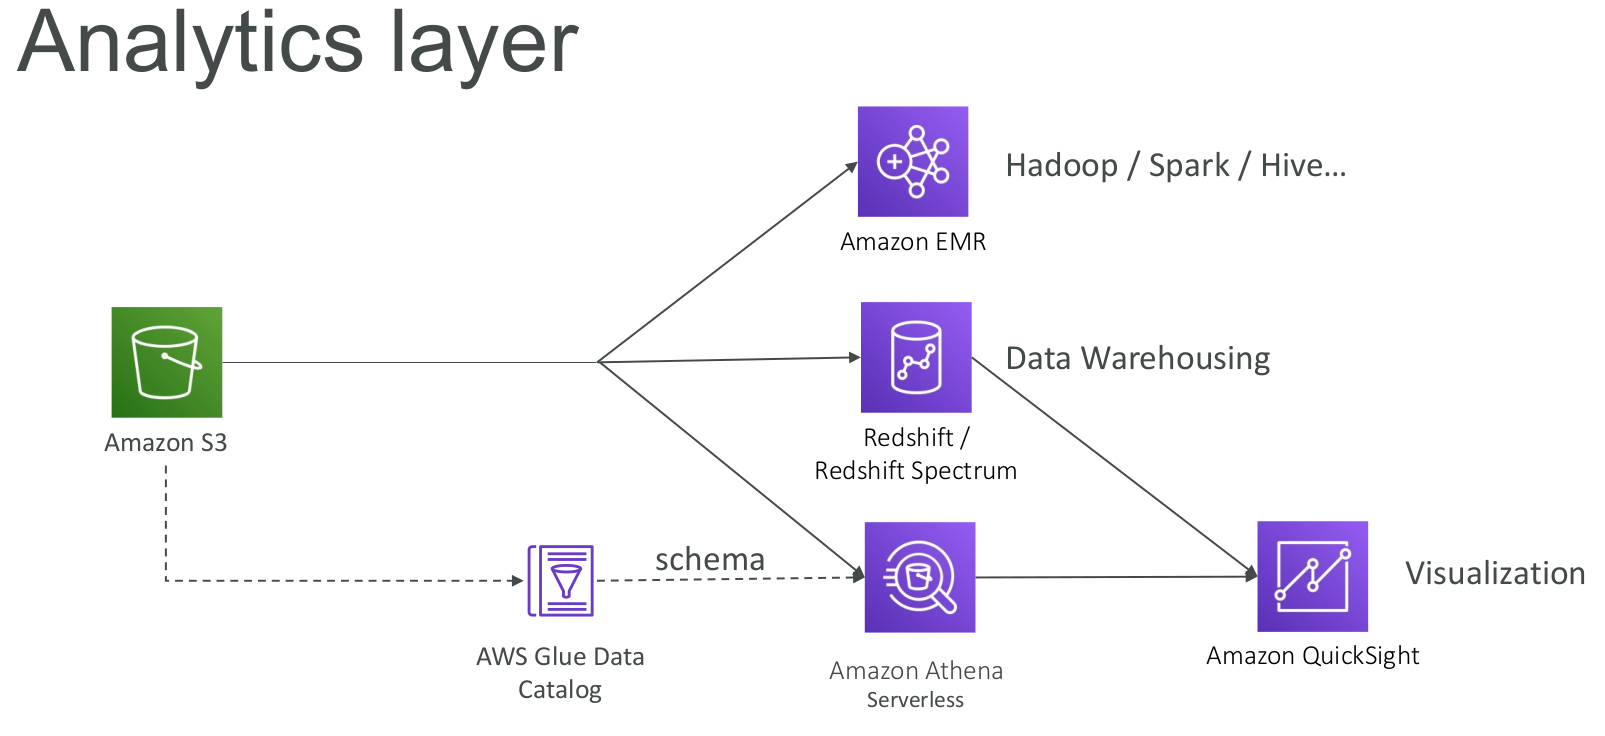 Analytics layer
Hadoop / Spark / Hive...
Amazon EMR
Data Warehousing
Amazon S3
Redshift /
Redshift Spectrum
schema
Visualization
AWS Glue Data
Catalog
Amazon Athena
Serverless
Amazon QuickSight